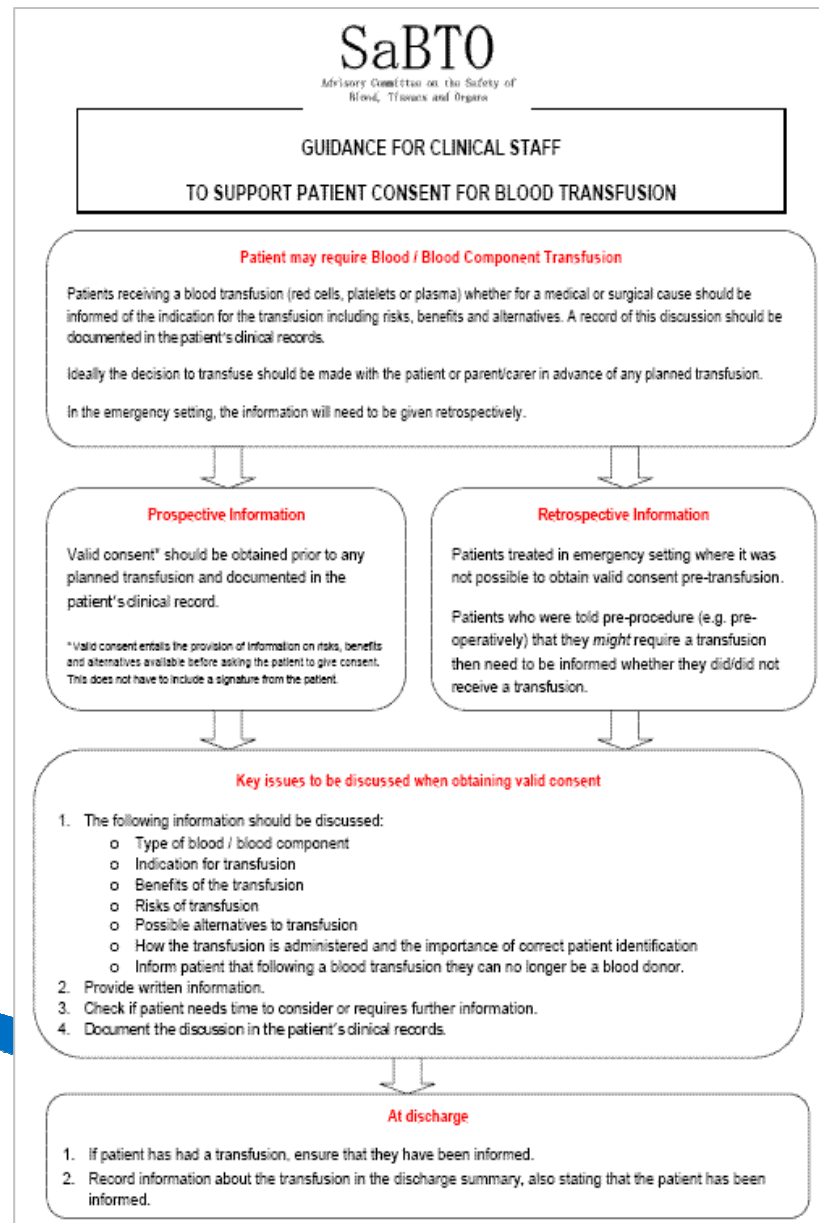 SaBTO
Advisory Committee on the Safety of
Blood, Tissues and Organs
GUIDANCE FOR CLINICAL STAFF
TO SUPPORT PATIENT CONSENT FOR BLOOD TRANSFUSION
Patient may require Blood / Blood Component Transfusion
Patients receiving a blood transfusion (red cells, platelets or plasma) whether for a medical or surgical cause should be
informed of the indication for the transfusion including risks, benefits and alternatives. A record of this discussion should be
documented in the patient's clinical records.
Ideally the decision to transfuse should be made with the patient or parent/carer in advance of any planned transfusion.
In the emergency setting, the information will need to be given retrospectively.
Prospective Information
Valid consent* should be obtained prior to any
planned transfusion and documented in the
patient's clinical record.
*Valid consent entails the provision of information on risks, benefits
and alternatives available before asking the patient to give consent.
This does not have to include a signature from the patient.
Retrospective Information
Patients treated in emergency setting where it was
not possible to obtain valid consent pre-transfusion.
Patients who were told pre-procedure (e.g. pre-
operatively) that they might require a transfusion
then need to be informed whether they did/did not
receive a transfusion.
Key issues to be discussed when obtaining valid consent
1. The following information should be discussed:
o Type of blood / blood component
o Indication for transfusion
o Benefits of the transfusion
o Risks of transfusion
o Possible alternatives to transfusion
o How the transfusion is administered and the importance of correct patient identification
o Inform patient that following a blood transfusion they can no longer be a blood donor.
2. Provide written information.
3. Check if patient needs time to consider or requires further information.
4. Document the discussion in the patient's clinical records.
At discharge
1. If patient has had a transfusion, ensure that they have been informed.
2. Record information about the transfusion in the discharge summary, also stating that the patient has been
informed.